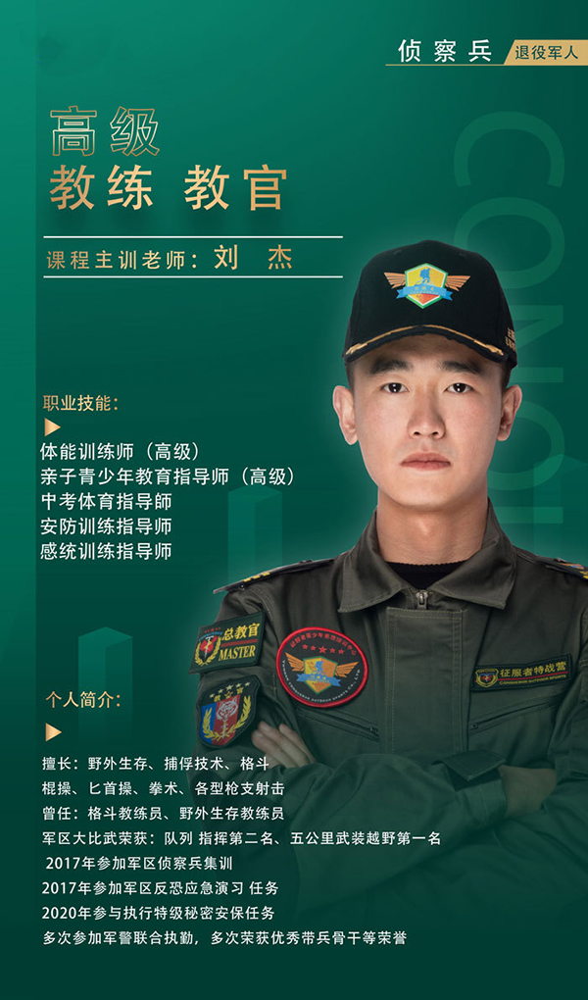 侦察兵 退役军人
高级
教练 教官
课程主训老师：刘 杰
职业技能：
体能训练师（高级）
亲子青少年教育指导师（高级）
中考体育指导師
安防训练指导师
感统训练指导师
总教官
MASTER
征服者特战营
个人简介：
擅长：野外生存、捕俘技术、格斗
棍操、匕首操、拳术、各型枪支射击
曾任：格斗教练员、野外生存教练员
军区大比武荣获：队列 指挥第二名、五公里武装越野第一名
2017年参加军区侦察兵集训
2017年参加军区反恐应急演习 任务
2020年参与执行特级秘密安保任务
多次参加军警联合执勤，多次荣获优秀带兵骨干等荣誉